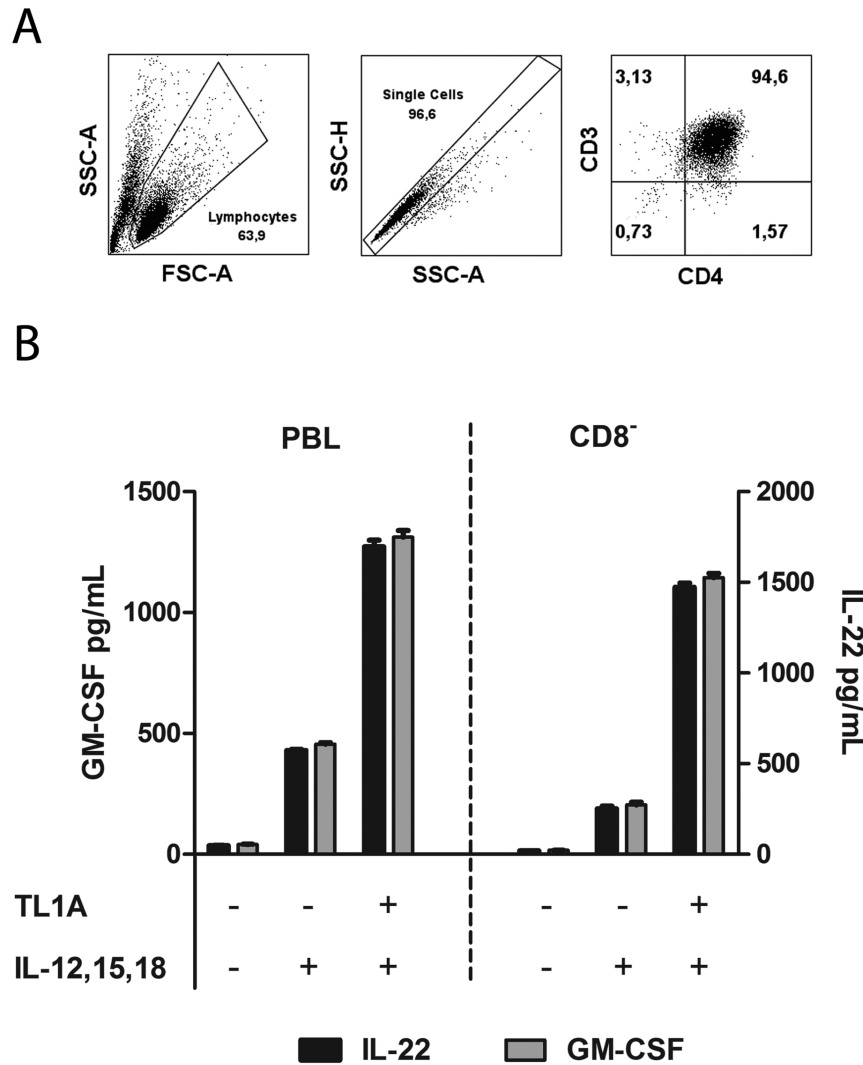 A
SSC-A
Lymphocytes
63,9
FSC-A
SSC-H
Single Cells
96,6
SSC-A
CD3
3,13
94,6
0,73
1,57
CD4
B
PBL
CD8-
GM-CSF pg/mL
1500
1000
500
0
2000
1500
1000
500
0
IL-22 pg/mL
TL1A - - + - - +
IL-12,15,18 - + + - + +
IL-22
GM-CSF